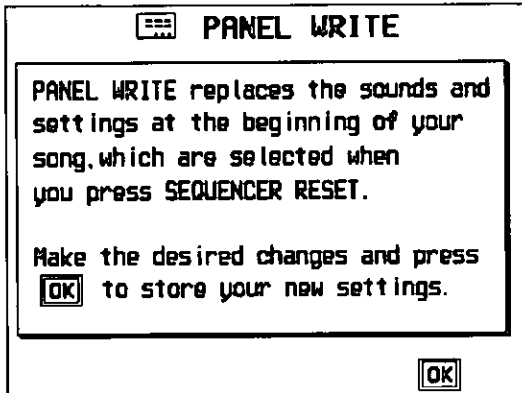 PANEL WRITE
PANEL WRITE replaces the sounds and
settings at the beginning of your
song,which are selected when
you press SEQUENCER RESET.
Make the desired changes and press
OK to store your new settings.
OK